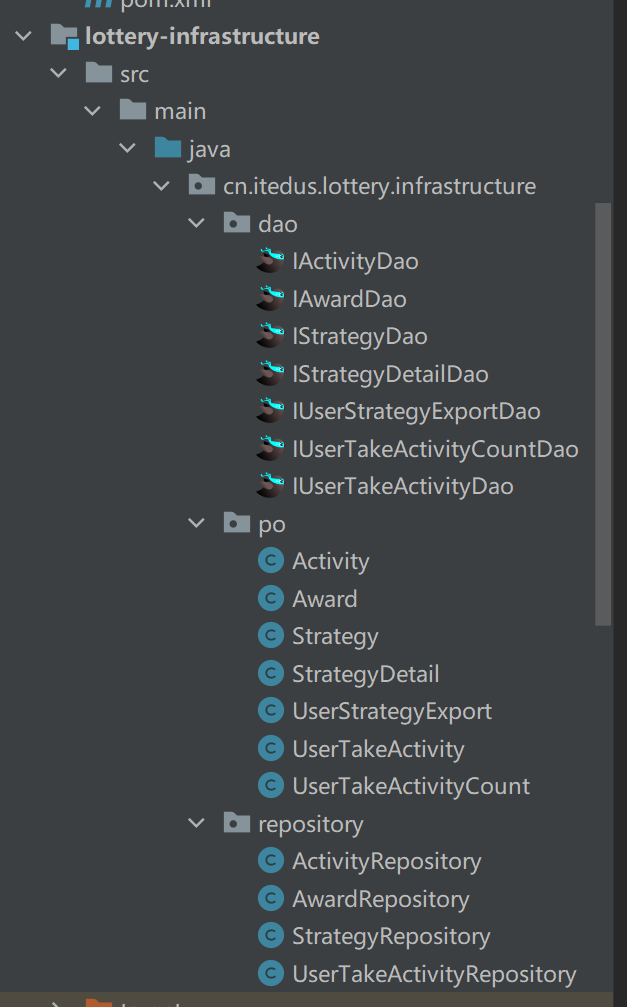 pom.xml
lottery-infrastructure
src
main
java
cn.itedus.lottery.infrastructure
dao
IActivityDao
IAwardDao
IStrategyDao
IStrategyDetailDao
IUserStrategyExportDao
IUserTakeActivityCountDao
IUserTakeActivityDao
po
C Activity
C Award
C Strategy
C StrategyDetail
C UserStrategyExport
C UserTakeActivity
C UserTakeActivityCount
repository
C ActivityRepository
C AwardRepository
C StrategyRepository
C UserTakeActivityRepository